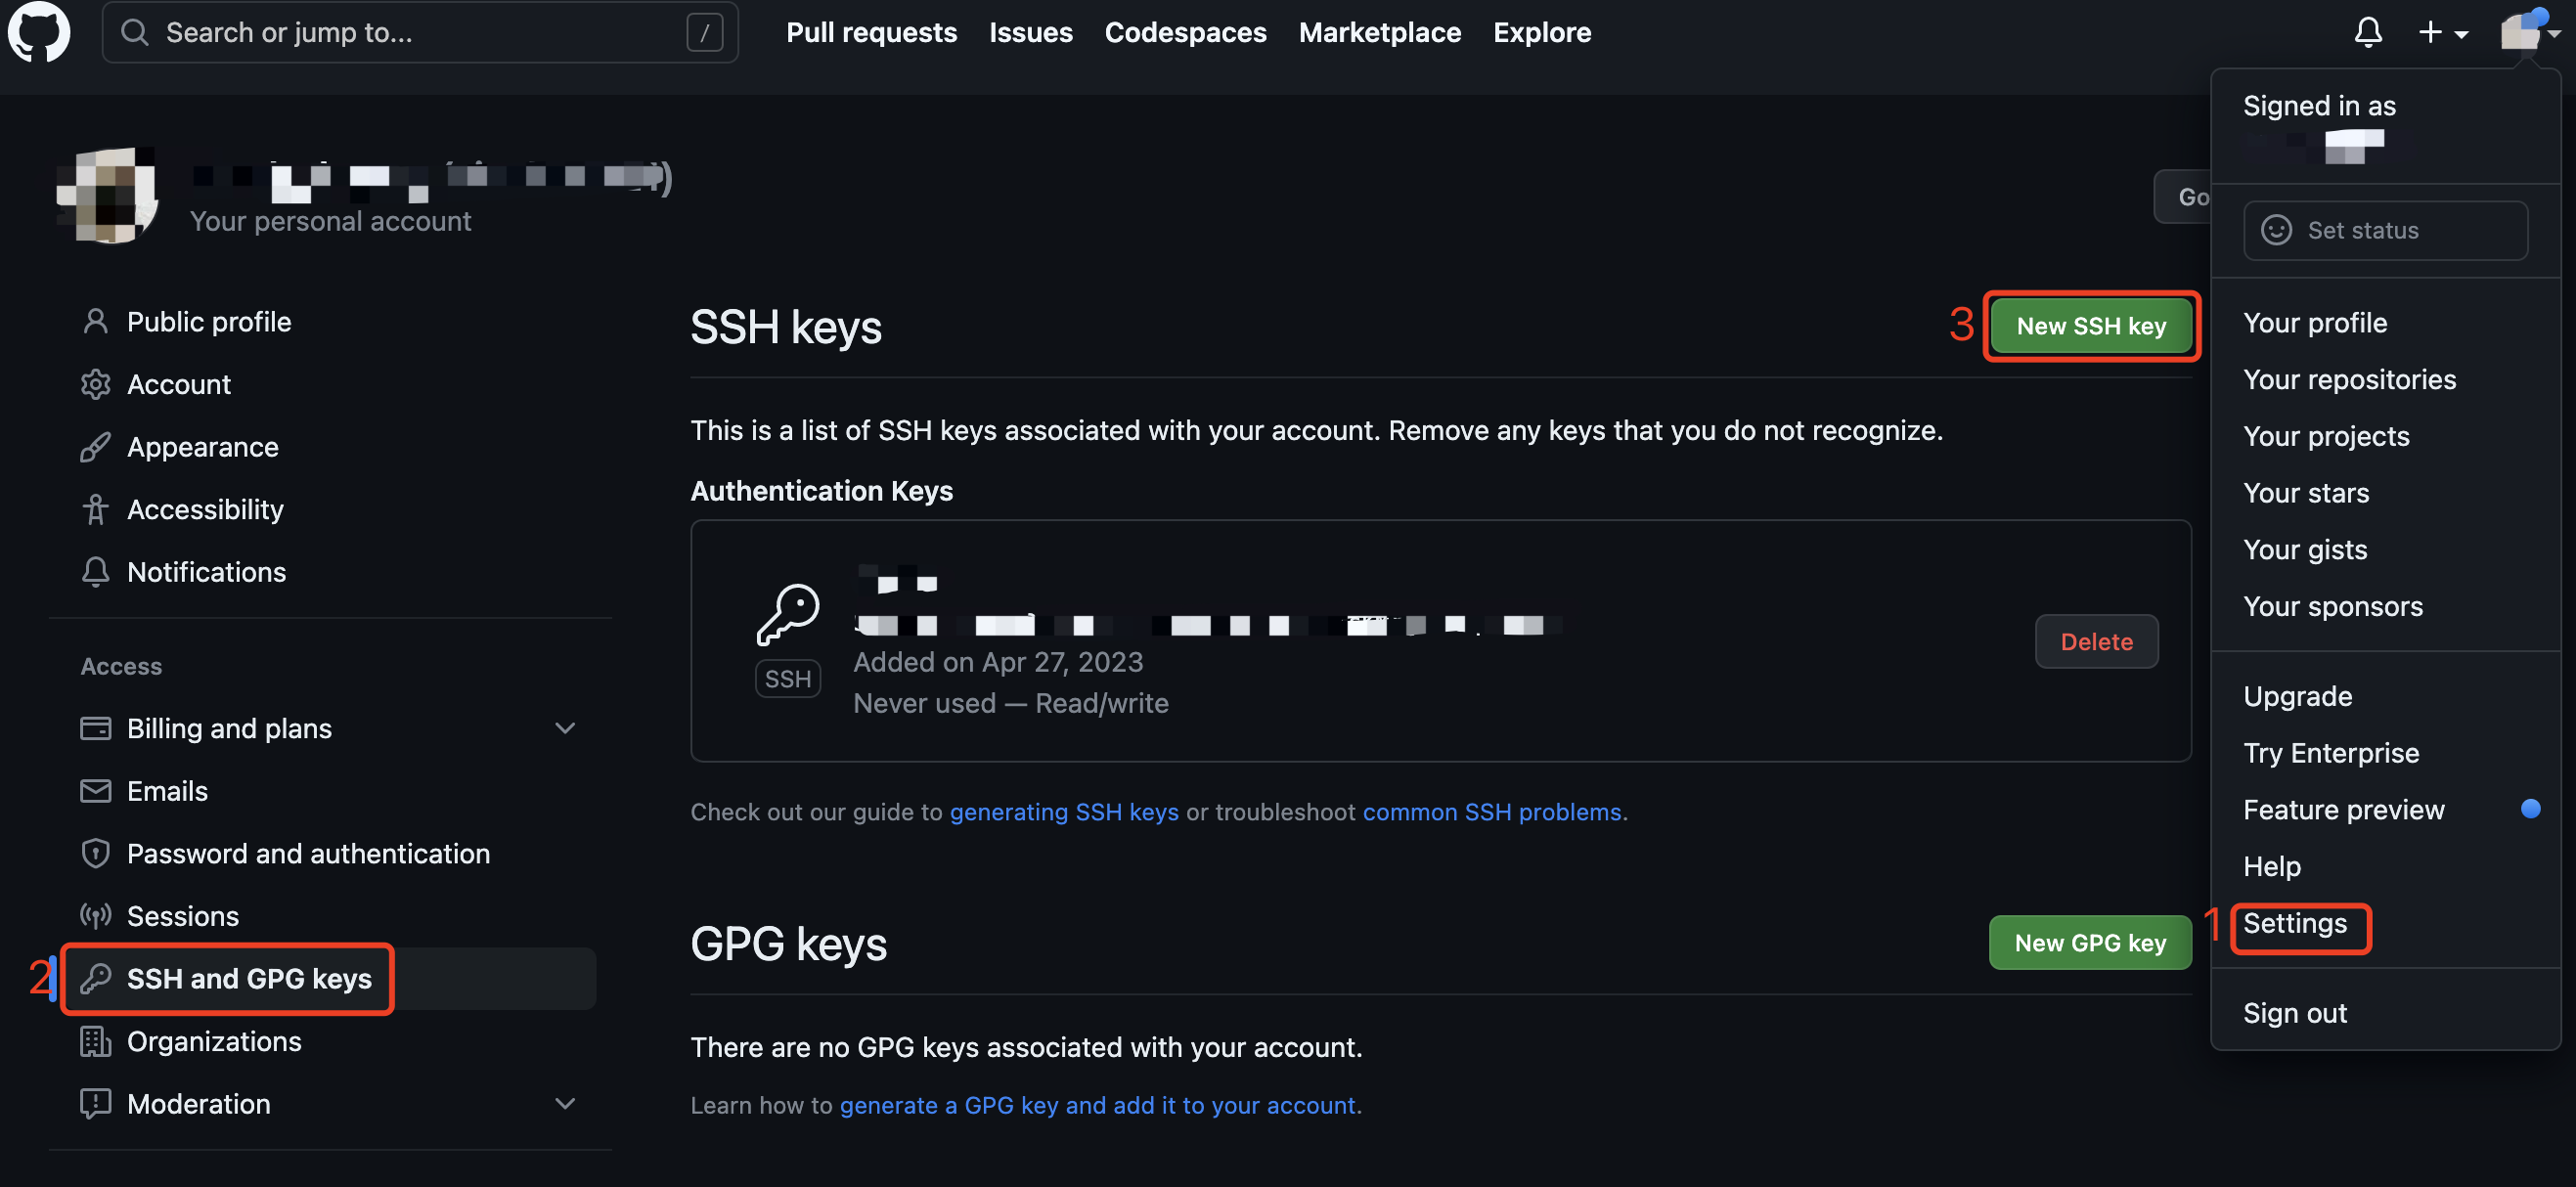 Search or jump to... /
Pull requests Issues Codespaces Marketplace Explore
Your personal account
Public profile
Account
Appearance
Accessibility
Notifications
Access
Billing and plans
Emails
Password and authentication
Sessions
2 SSH and GPG keys
Organizations
Moderation
SSH keys
3 New SSH key
This is a list of SSH keys associated with your account. Remove any keys that you do not recognize.
Authentication Keys
SSH
Added on Apr 27, 2023
Never used — Read/write
Delete
Check out our guide to generating SSH keys or troubleshoot common SSH problems.
GPG keys
New GPG key
There are no GPG keys associated with your account.
Learn how to generate a GPG key and add it to your account.
Go
Signed in as
Set status
Your profile
Your repositories
Your projects
Your stars
Your gists
Your sponsors
Upgrade
Try Enterprise
Feature preview
Help
1 Settings
Sign out